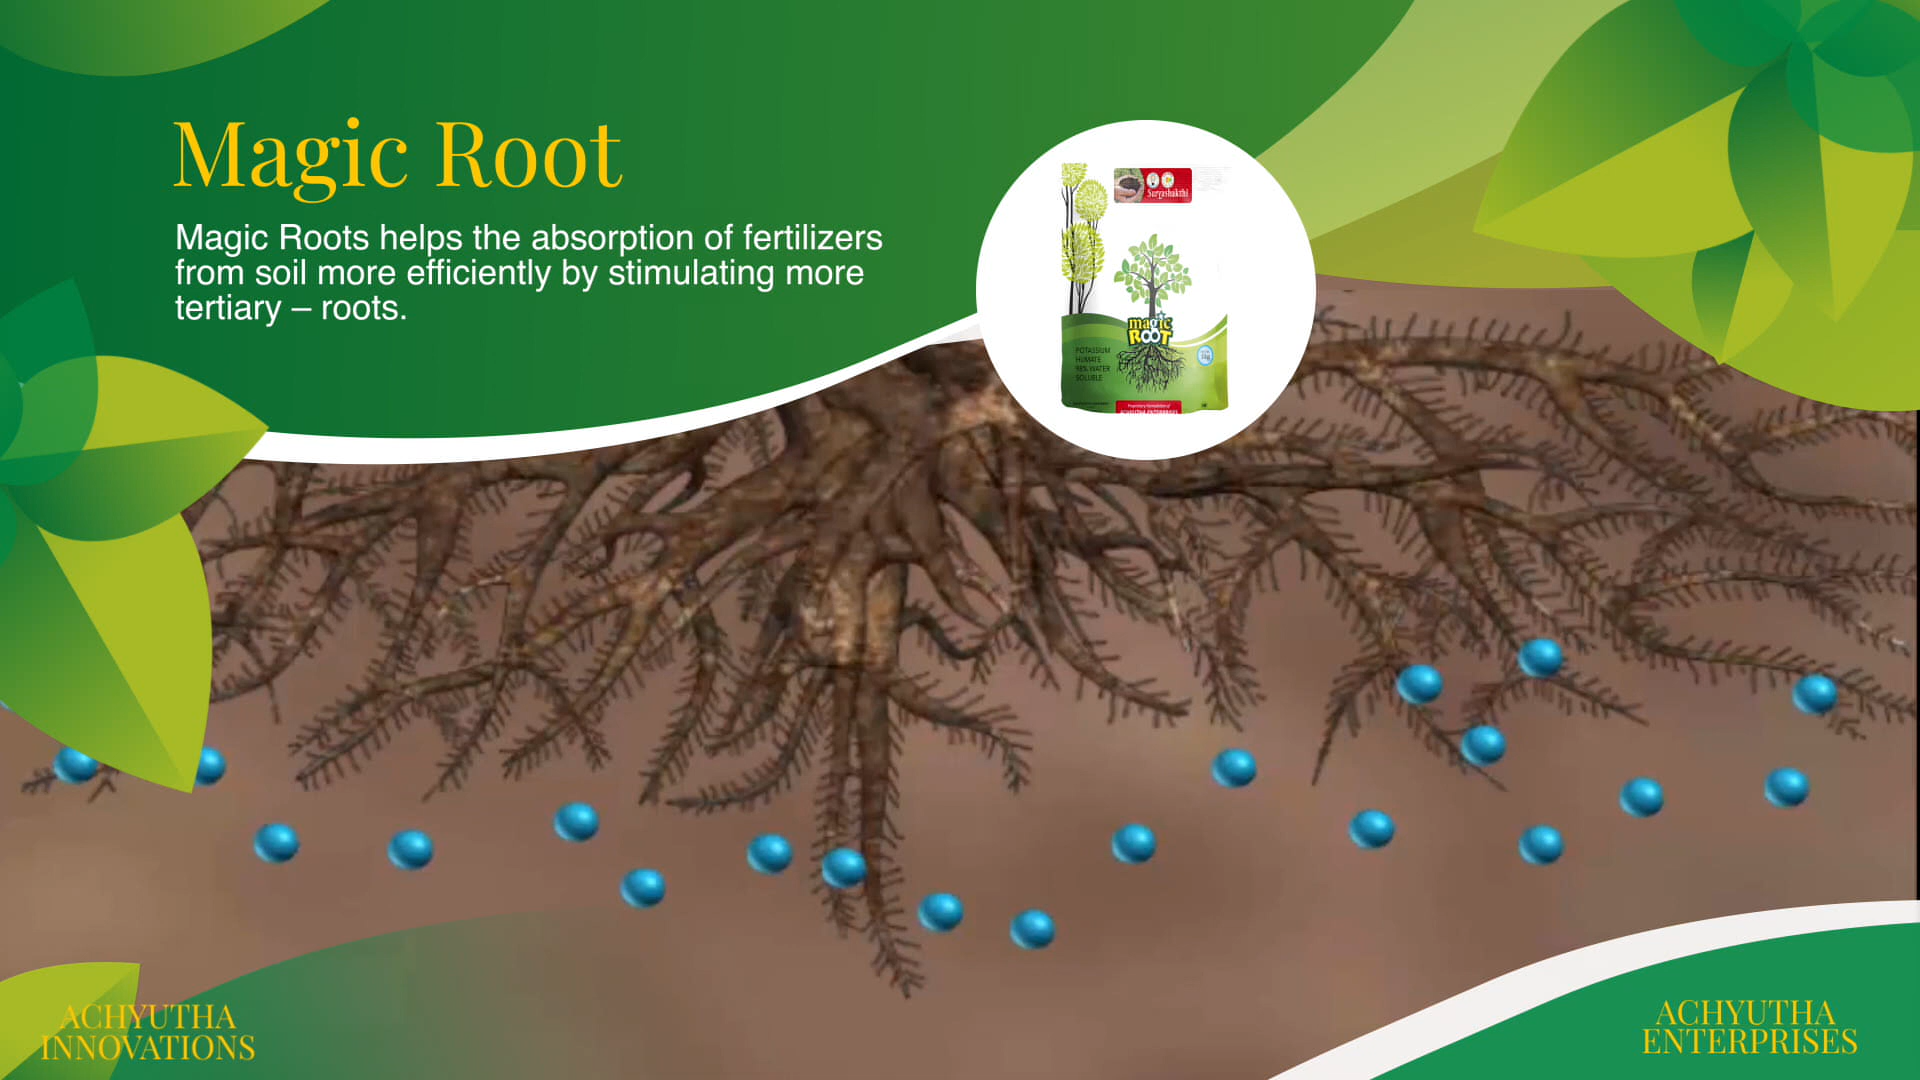 Magic Root
Magic Roots helps the absorption of fertilizers
from soil more efficiently by stimulating more
tertiary – roots.
Suryashakthi
magic
ROOT
POTASSIUM
HUMATE
98% WATER
SOLUBLE
1kg
ACHYUTHA
INNOVATIONS
ACHYUTHA
ENTERPRISES